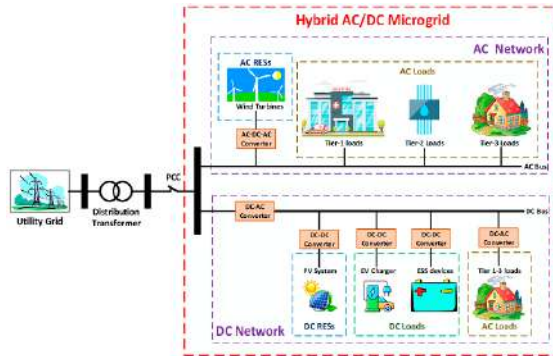 Hybrid AC/DC Microgrid
AC Network
AC RESs
Wind Turbines
AC Loads
Tier-1 loads
Tier-2 loads
Tier-3 loads
AC-DC-AC
Converter
AC Bus
PCC
Utility Grid
Distribution
Transformer
DC-AC
Converter
DC Bus
DC-DC
Converter
DC-DC
Converter
DC-DC
Converter
DC-AC
Converter
PV System
EV Charger
ESS devices
Tier 1-3 loads
DC RESs
DC Loads
AC Loads
DC Network